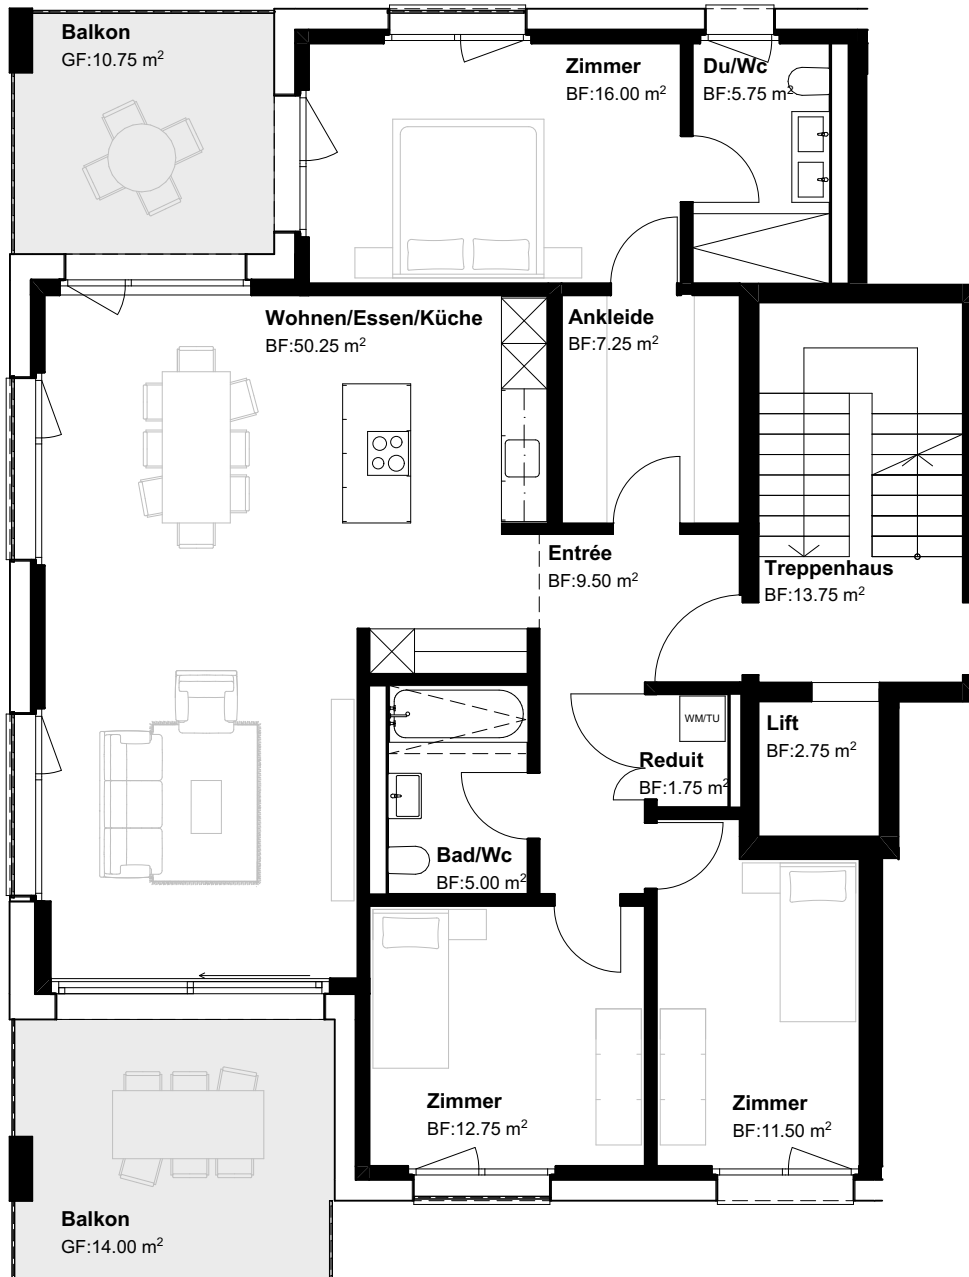 Balkon
GF:10.75 m²
Zimmer
BF:16.00 m²
Du/Wc
BF:5.75 m²
Wohnen/Essen/Küche
BF:50.25 m²
Ankleide
BF:7.25 m²
Entrée
BF:9.50 m²
Treppenhaus
BF:13.75 m²
WM/TU
Reduit
BF:1.75 m²
Lift
BF:2.75 m²
Bad/Wc
BF:5.00 m²
Zimmer
BF:12.75 m²
Zimmer
BF:11.50 m²
Balkon
GF:14.00 m²